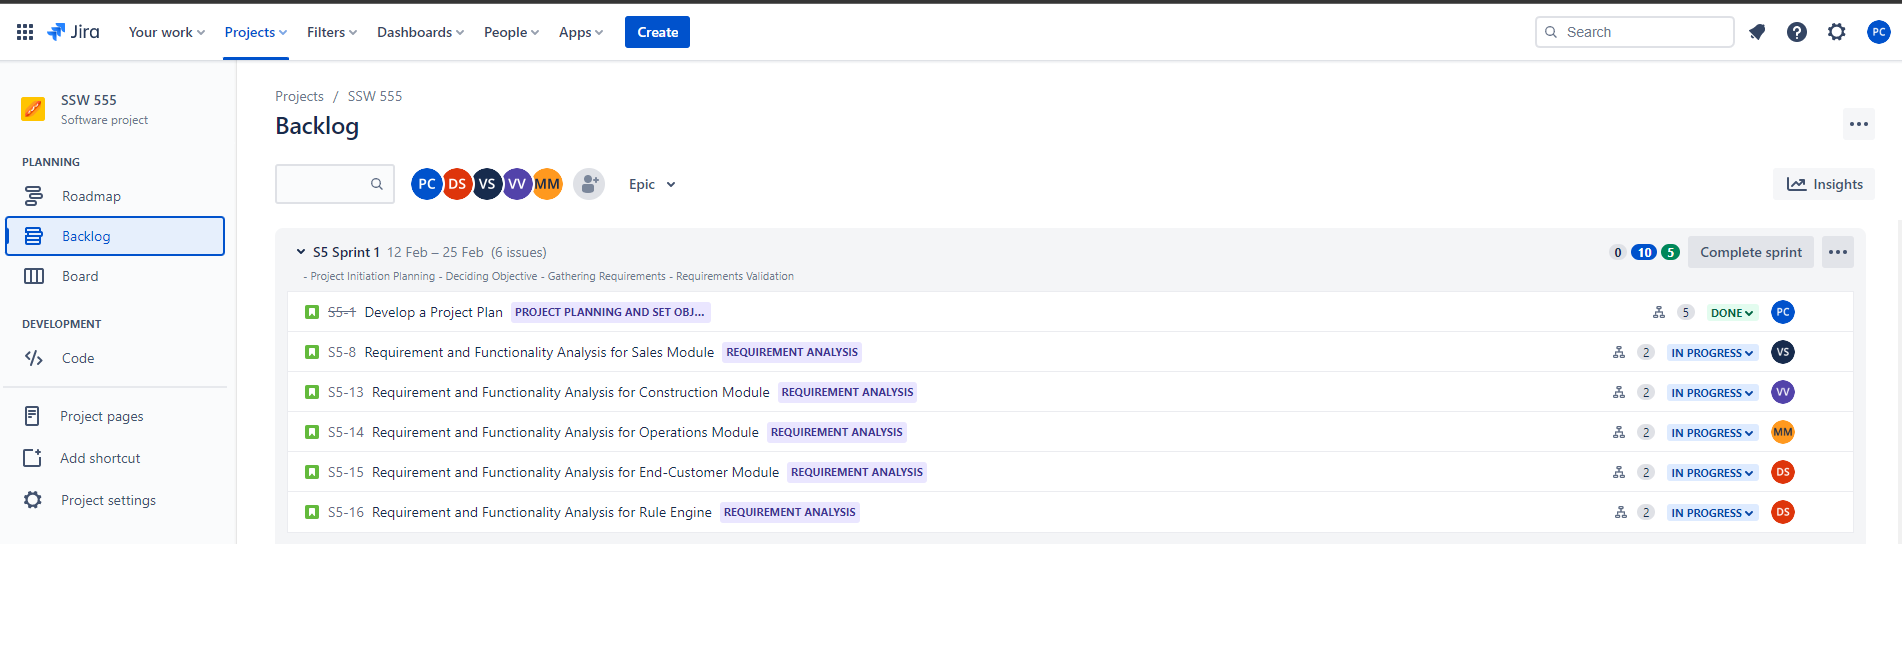 Jira Your work Projects Filters Dashboards People Apps Create Search PC
SSW 555
Software project
PLANNING
Roadmap
Backlog
Board
DEVELOPMENT
Code
Project pages
Add shortcut
Project settings
Projects / SSW 555
Backlog
PC DS VS VV MM Epic Insights
S5 Sprint 1 12 Feb – 25 Feb (6 issues) 0 10 5 Complete sprint
- Project Initiation Planning - Deciding Objective - Gathering Requirements - Requirements Validation
S5-1 Develop a Project Plan PROJECT PLANNING AND SET OBJ... 5 DONE PC
S5-8 Requirement and Functionality Analysis for Sales Module REQUIREMENT ANALYSIS 2 IN PROGRESS VS
S5-13 Requirement and Functionality Analysis for Construction Module REQUIREMENT ANALYSIS 2 IN PROGRESS VV
S5-14 Requirement and Functionality Analysis for Operations Module REQUIREMENT ANALYSIS 2 IN PROGRESS MM
S5-15 Requirement and Functionality Analysis for End-Customer Module REQUIREMENT ANALYSIS 2 IN PROGRESS DS
S5-16 Requirement and Functionality Analysis for Rule Engine REQUIREMENT ANALYSIS 2 IN PROGRESS DS